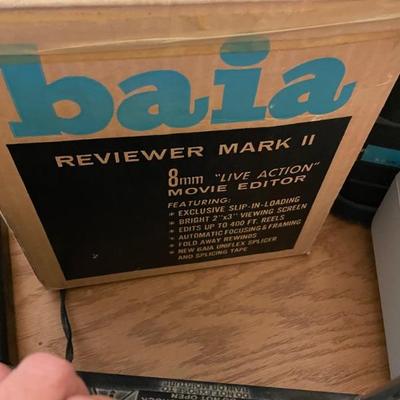 baia
REVIEWER MARK II
8mm "LIVE ACTION"
MOVIE EDITOR
FEATURING:
* EXCLUSIVE SLIP-IN-LOADING
* BRIGHT 2"x3" VIEWING SCREEN
* EDITS UP TO 400 FT. REELS
* AUTOMATIC FOCUSING & FRAMING
* FOLD AWAY REWINDS
* NEW BAIA UNIFLEX SPLICER
AND SPLICING TAPE
NOT OPEN